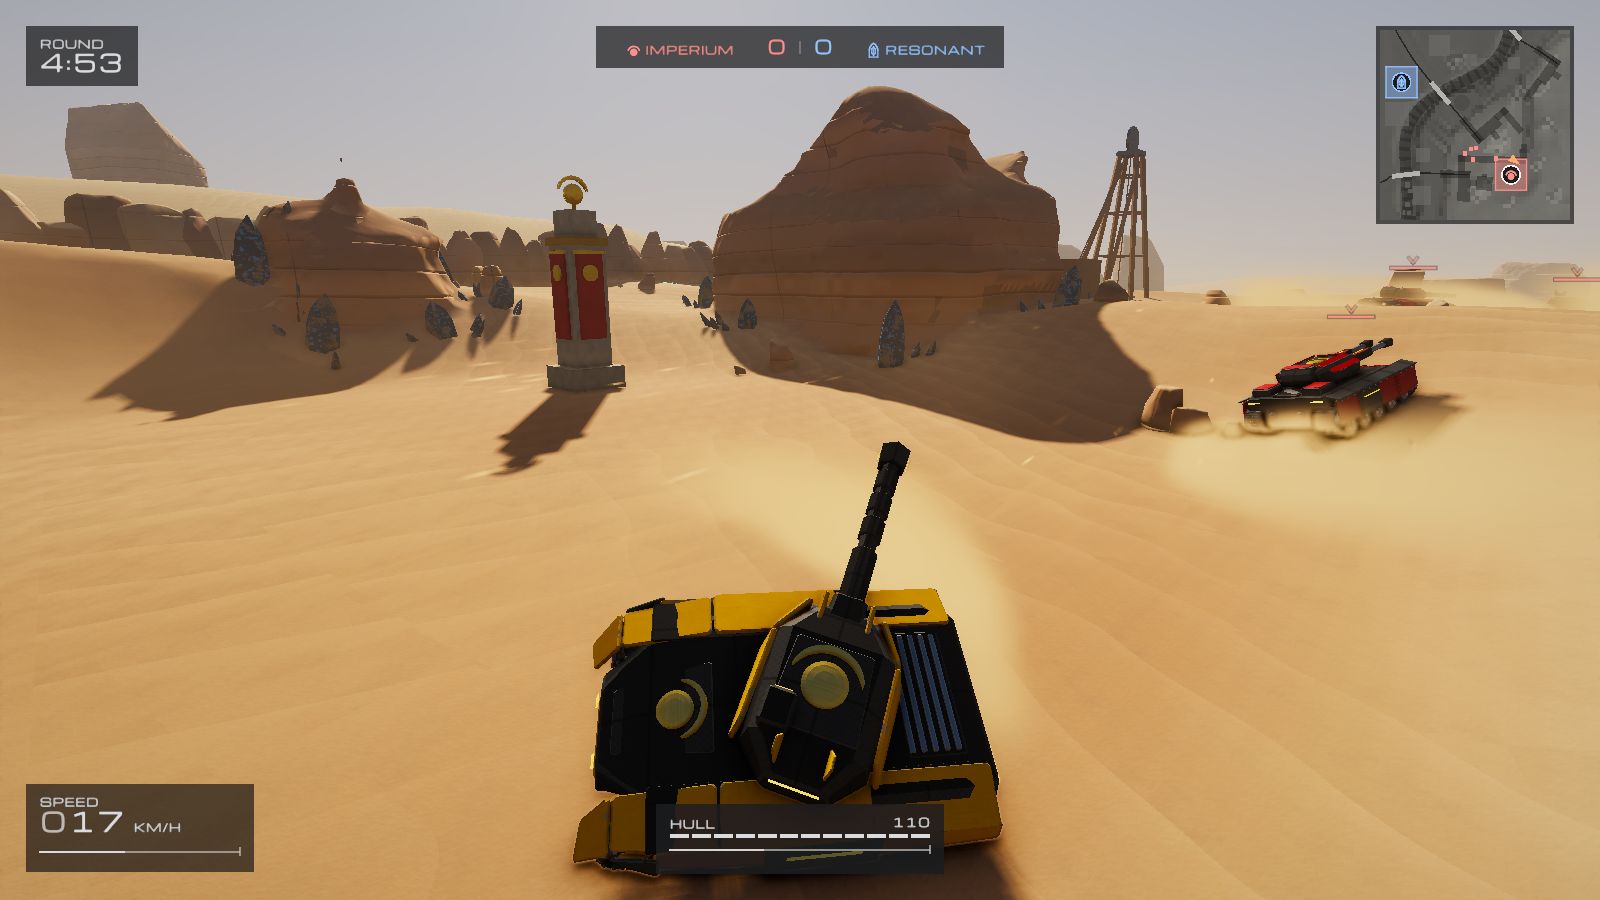 ROUND
4:53
IMPERIUM 0 | 0 RESONANT
SPEED
017 KM/H
HULL 110